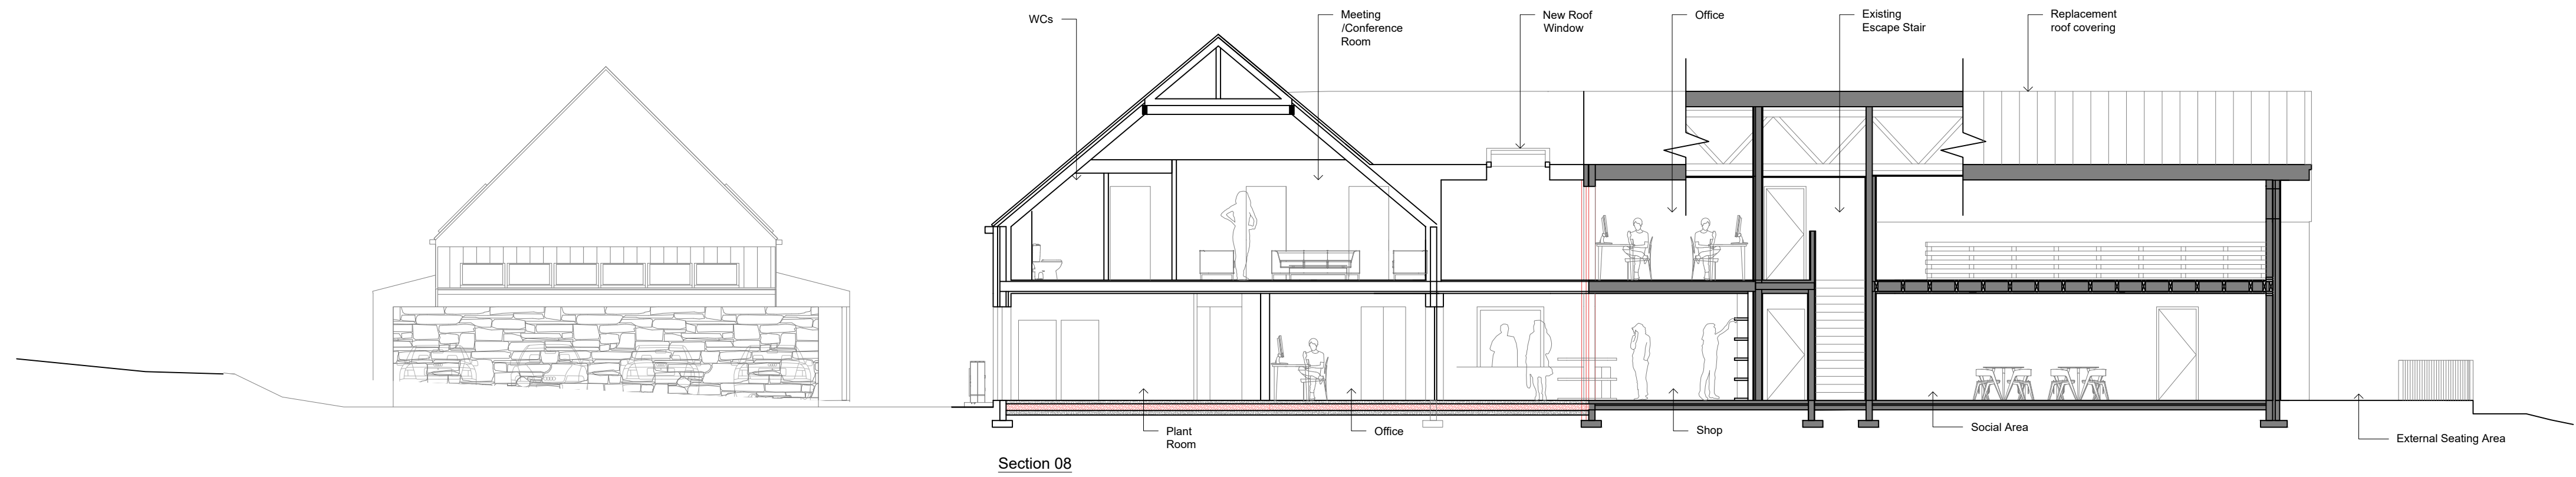 WCs
Meeting
/Conference
Room
New Roof
Window
Office
Existing
Escape Stair
Replacement
roof covering
Plant
Room
Office
Shop
Social Area
External Seating Area
Section 08